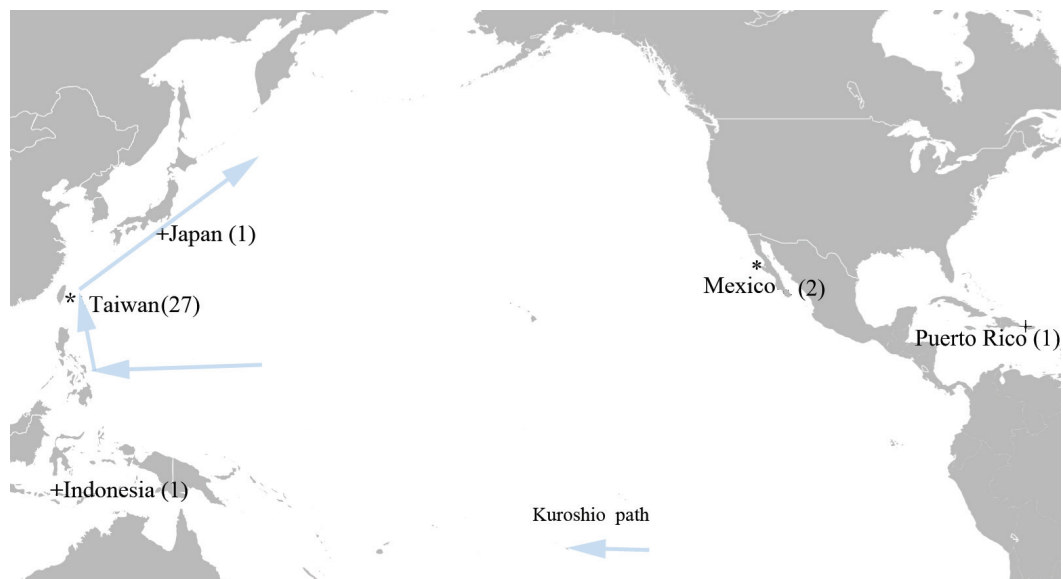 +Japan (1)
*
Mexico (2)
* Taiwan(27)
+
Puerto Rico (1)
+Indonesia (1)
Kuroshio path